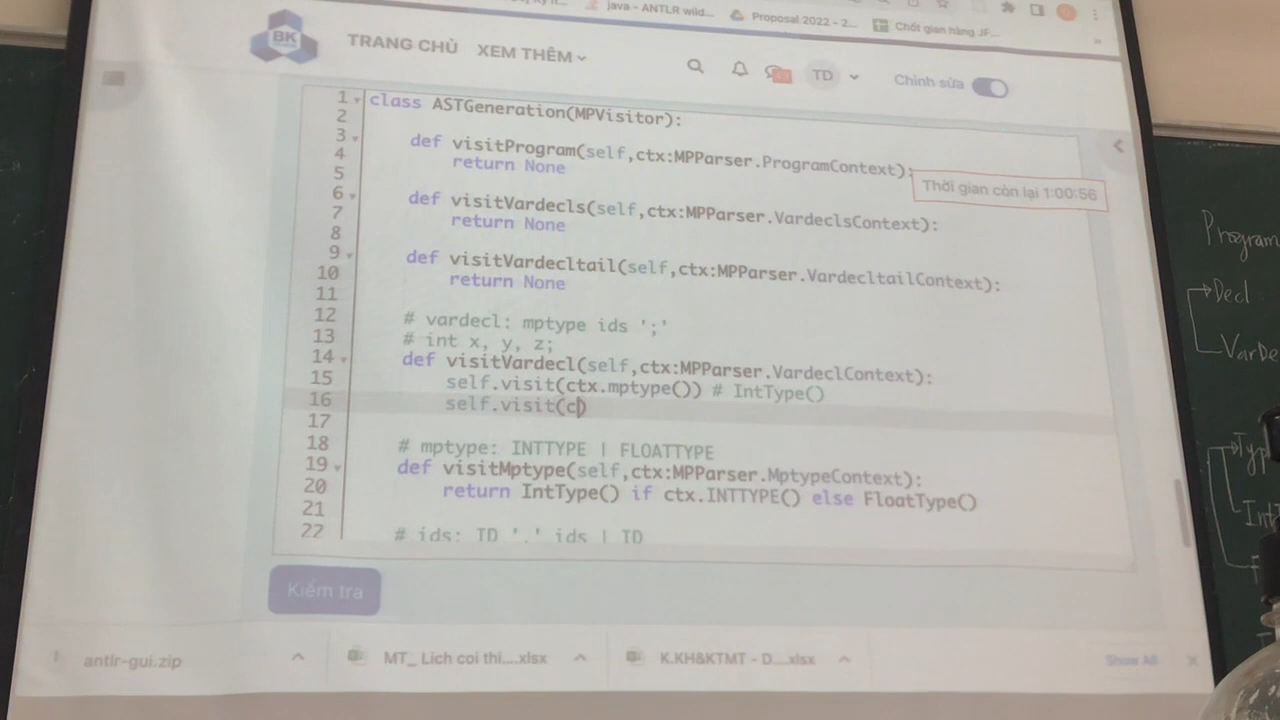 java - ANTLR wild...
Proposal 2022 - 2...
Chốt gian hàng JF...
BK
TRANG CHỦ XEM THÊM
TD
Chỉnh sửa
1 class ASTGeneration(MPVisitor):
2
3 def visitProgram(self,ctx:MPParser.ProgramContext):
4 return None
5
Thời gian còn lại 1:00:56
6 def visitVardecls(self,ctx:MPParser.VardeclsContext):
7 return None
8
9 def visitVardecltail(self,ctx:MPParser.VardecltailContext):
10 return None
11
12 # vardecl: mptype ids ';'
13 # int x, y, z;
14 def visitVardecl(self,ctx:MPParser.VardeclContext):
15 self.visit(ctx.mptype()) # IntType()
16 self.visit(c)
17
18 # mptype: INTTYPE | FLOATTYPE
19 def visitMptype(self,ctx:MPParser.MptypeContext):
20 return IntType() if ctx.INTTYPE() else FloatType()
21
22 # ids: ID ',' ids | ID
Kiểm tra
antlr-gui.zip
MT_ Lich coi thi....xlsx
K.KH&KTMT - D....xlsx
Show All
Program
Decl
VarDe
Typ
Int
F